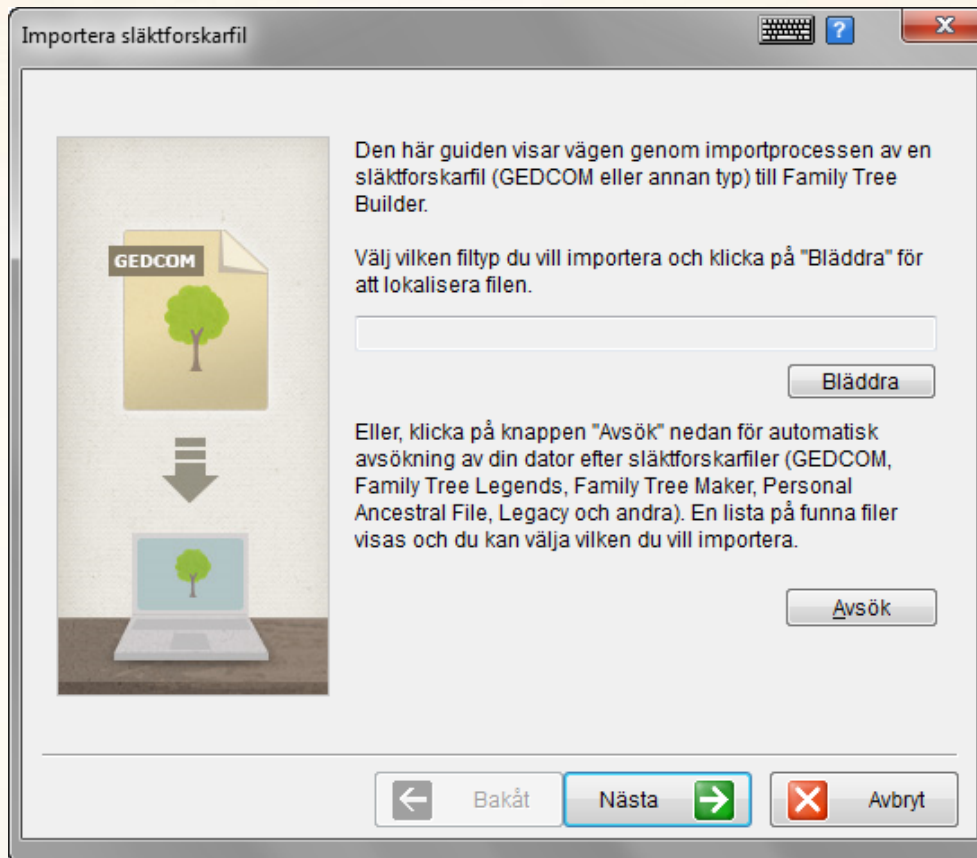 Importera släktforskarfil
?
Den här guiden visar vägen genom importprocessen av en
släktforskarfil (GEDCOM eller annan typ) till Family Tree
Builder.
GEDCOM
Välj vilken filtyp du vill importera och klicka på "Bläddra" för
att lokalisera filen.
Bläddra
Eller, klicka på knappen "Avsök" nedan för automatisk
avsökning av din dator efter släktforskarfiler (GEDCOM,
Family Tree Legends, Family Tree Maker, Personal
Ancestral File, Legacy och andra). En lista på funna filer
visas och du kan välja vilken du vill importera.
Avsök
Bakåt
Nästa
Avbryt